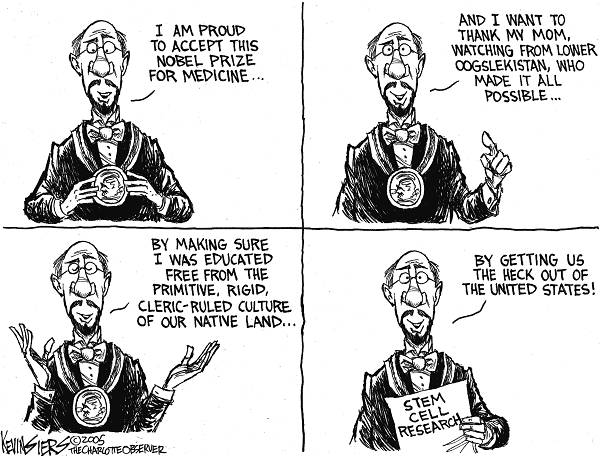 I AM PROUD
TO ACCEPT THIS
NOBEL PRIZE
FOR MEDICINE...
AND I WANT TO
THANK MY MOM,
WATCHING FROM LOWER
OOGSLEKISTAN, WHO
MADE IT ALL
POSSIBLE...
BY MAKING SURE
I WAS EDUCATED
FREE FROM THE
PRIMITIVE, RIGID,
CLERIC-RULED CULTURE
OF OUR NATIVE LAND...
KEVIN SIERS ©2005
THE CHARLOTTE OBSERVER
BY GETTING US
THE HECK OUT OF
THE UNITED STATES!
STEM
CELL
RESEARCH